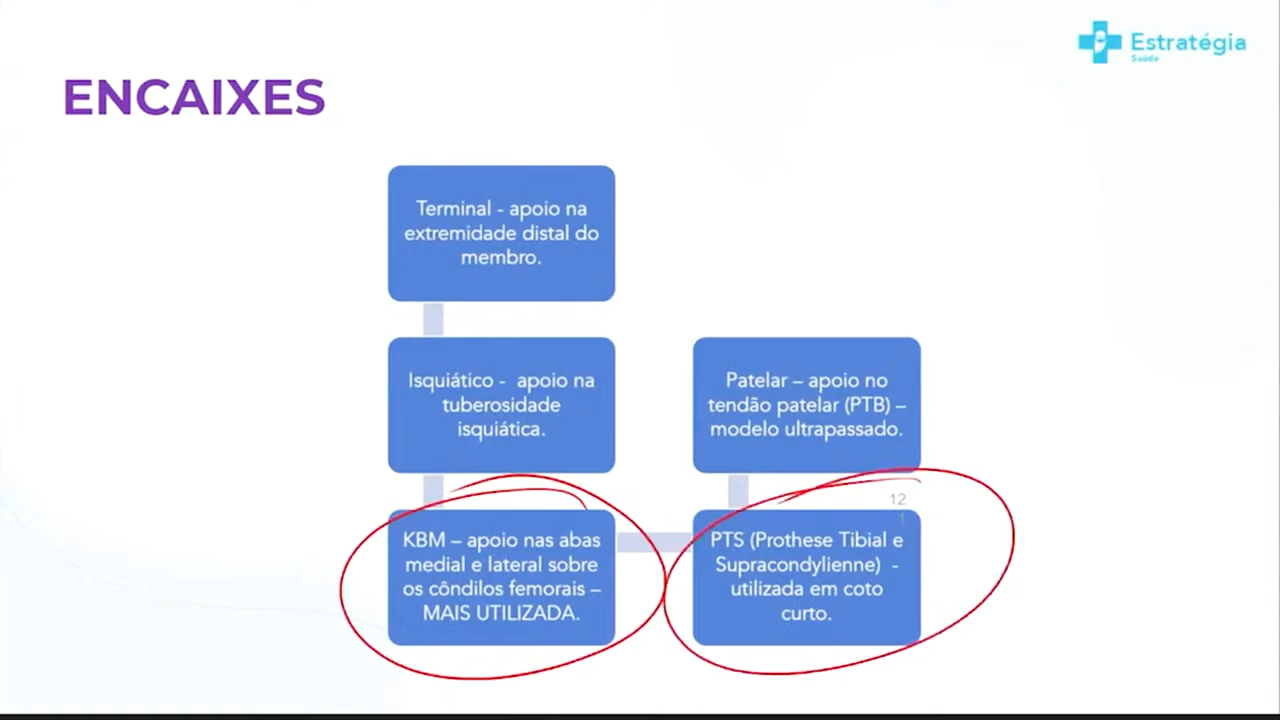 Estratégia
Saúde
ENCAIXES
Terminal - apoio na
extremidade distal do
membro.
Isquiático - apoio na
tuberosidade
isquiática.
KBM – apoio nas abas
medial e lateral sobre
os côndilos femorais –
MAIS UTILIZADA.
Patelar – apoio no
tendão patelar (PTB) –
modelo ultrapassado.
12
1
PTS (Prothese Tibial e
Supracondylienne) -
utilizada em coto
curto.